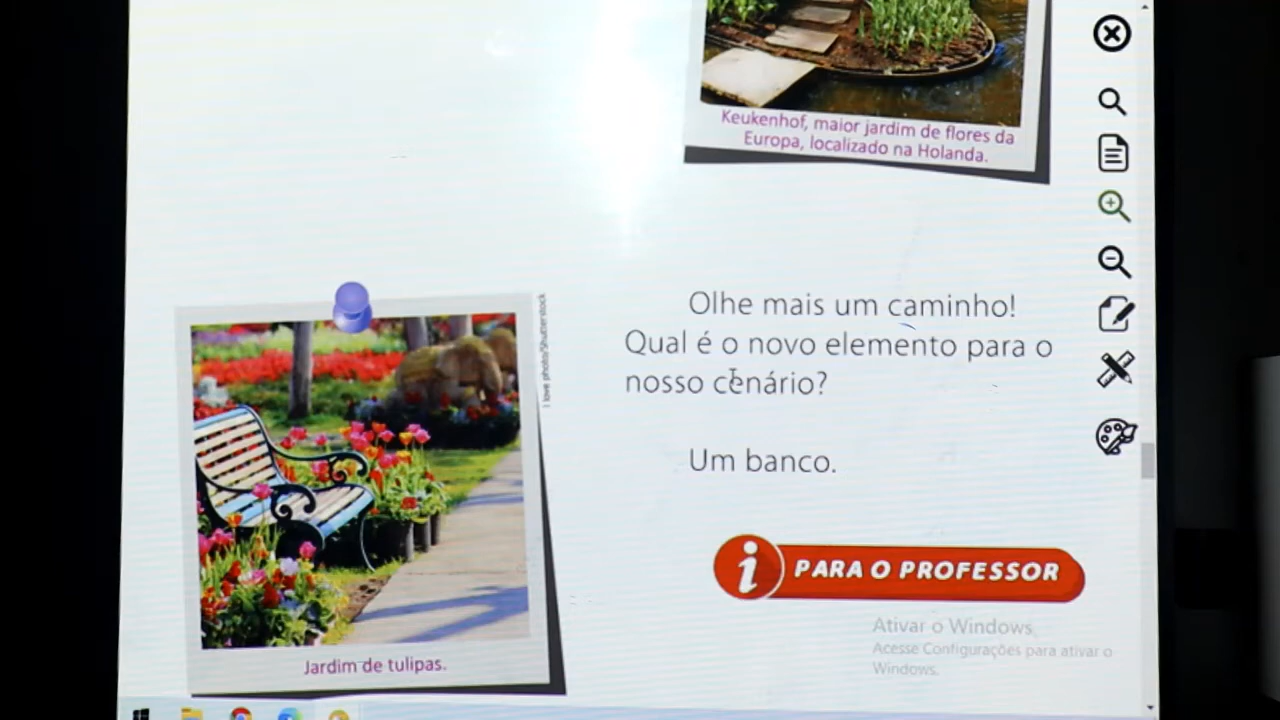 Keukenhof, maior jardim de flores da
Europa, localizado na Holanda.
I love photo/Shutterstock
Olhe mais um caminho!
Qual é o novo elemento para o
nosso cenário?
Um banco.
i PARA O PROFESSOR
Ativar o Windows
Acesse Configurações para ativar o
Windows.
Jardim de tulipas.